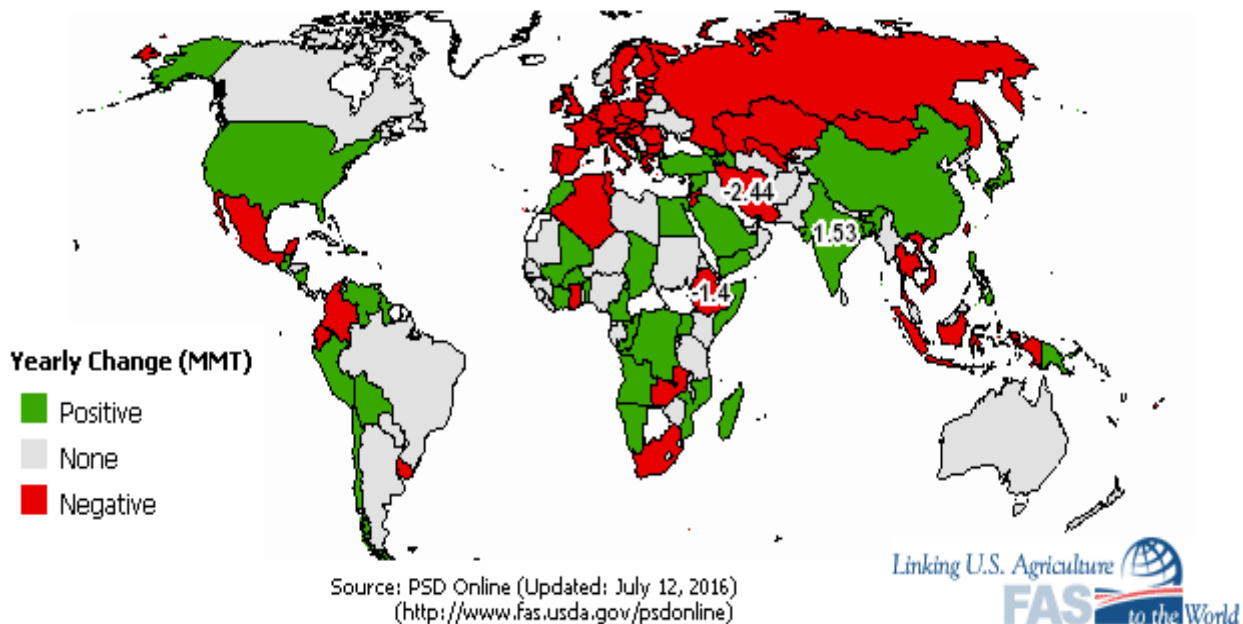 -2.44
1.53
-1.4
Yearly Change (MMT)
Positive
None
Negative
Source: PSD Online (Updated: July 12, 2016)
(http://www.fas.usda.gov/psdonline)
Linking U.S. Agriculture
FAS to the World